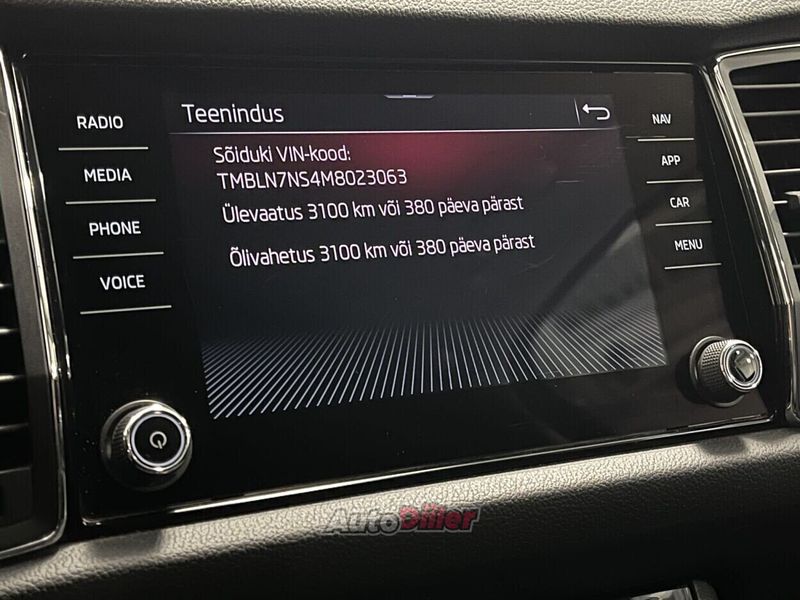 RADIO
MEDIA
PHONE
VOICE
Teenindus
Sõiduki VIN-kood:
TMBLN7NS4M8023063
Ülevaatus 3100 km või 380 päeva pärast
Õlivahetus 3100 km või 380 päeva pärast
NAV
APP
CAR
MENU
AutoDiller